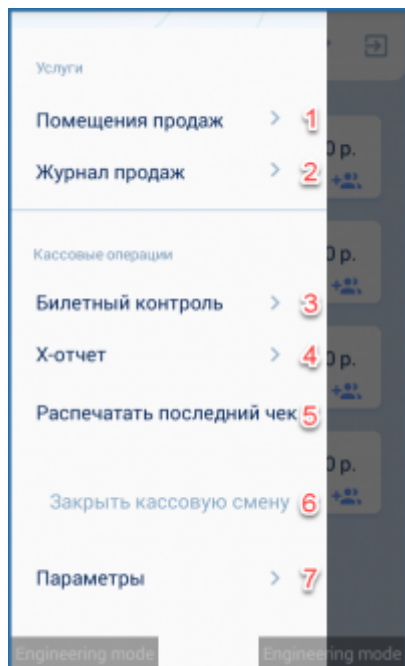 Услуги
Помещения продаж > 1
0 р.
Журнал продаж > 2
Кассовые операции
0 р.
Билетный контроль > 3
Х-отчет > 4
0 р.
Распечатать последний чек 5
0 р.
Закрыть кассовую смену 6
Параметры > 7
Engineering mode
Engineering mode